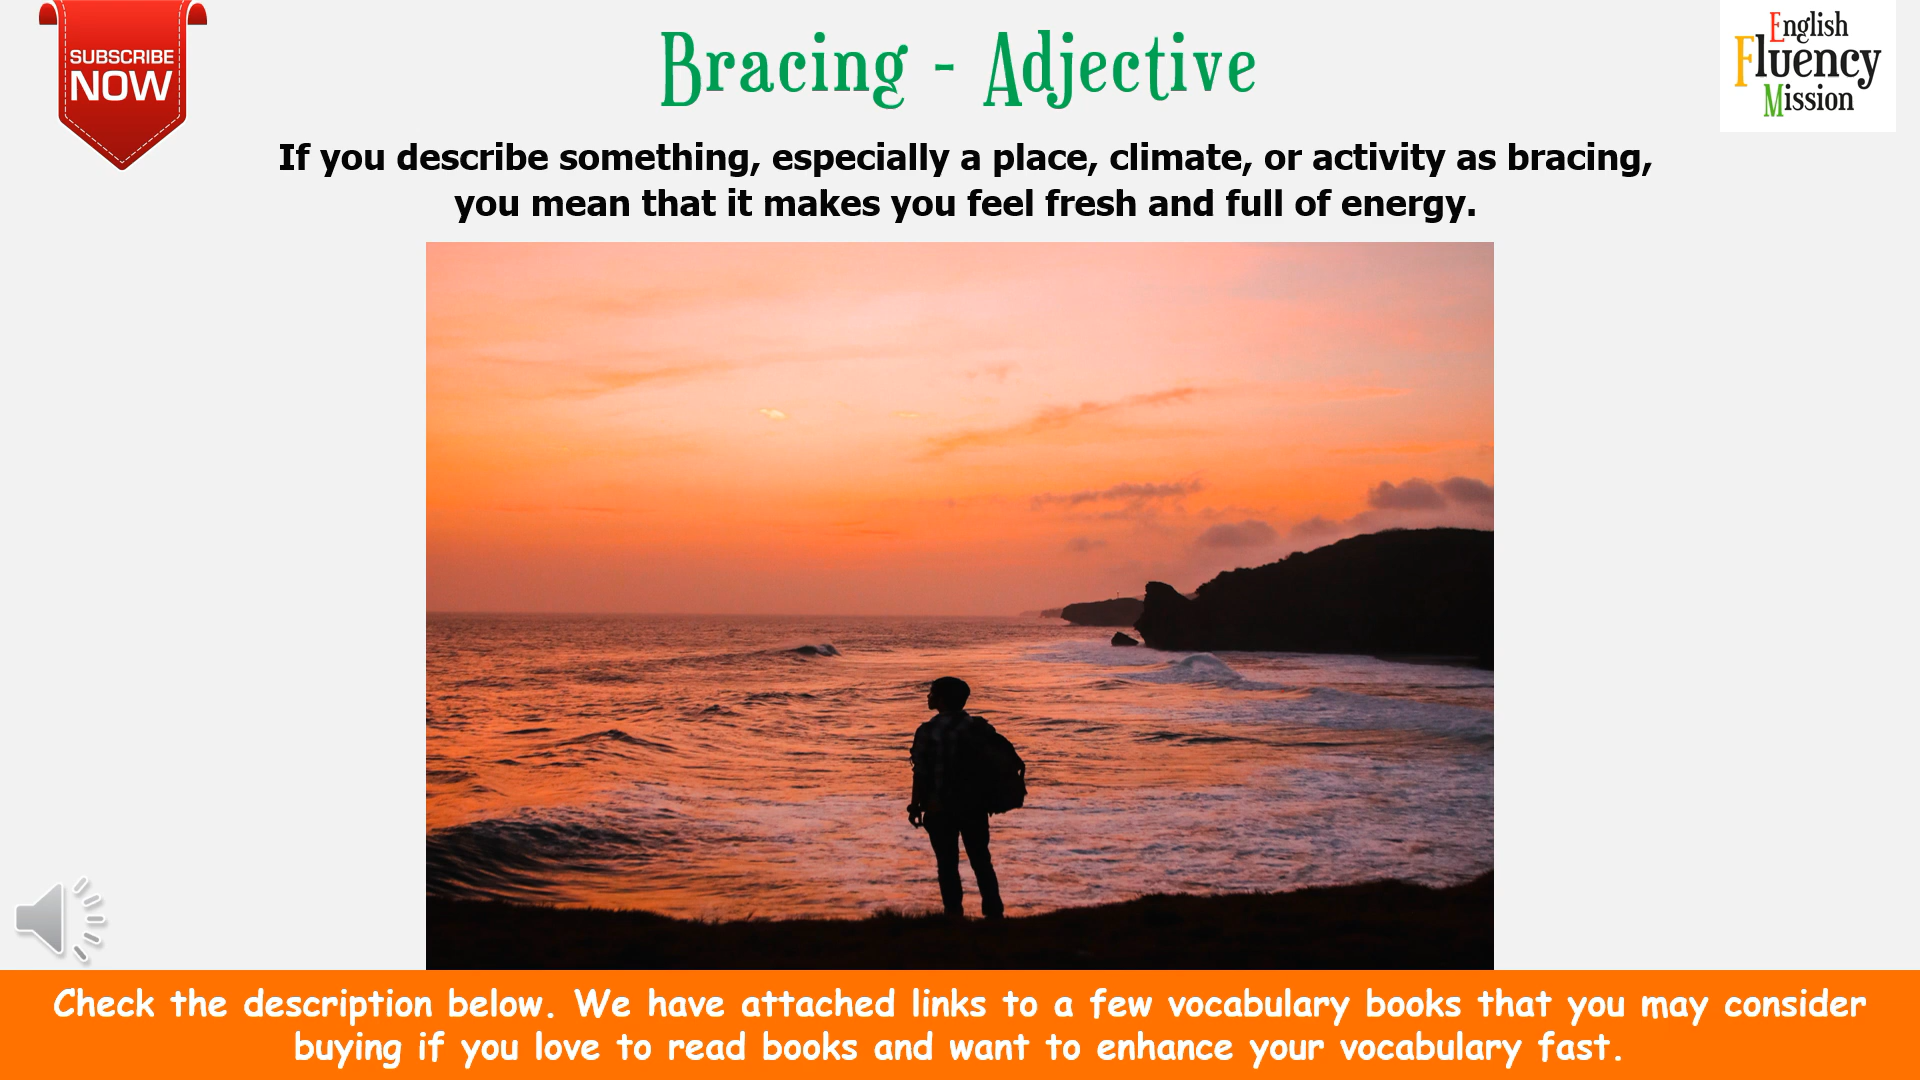 SUBSCRIBE
NOW
Bracing - Adjective
English
Fluency
Mission
If you describe something, especially a place, climate, or activity as bracing,
you mean that it makes you feel fresh and full of energy.
Check the description below. We have attached links to a few vocabulary books that you may consider
buying if you love to read books and want to enhance your vocabulary fast.